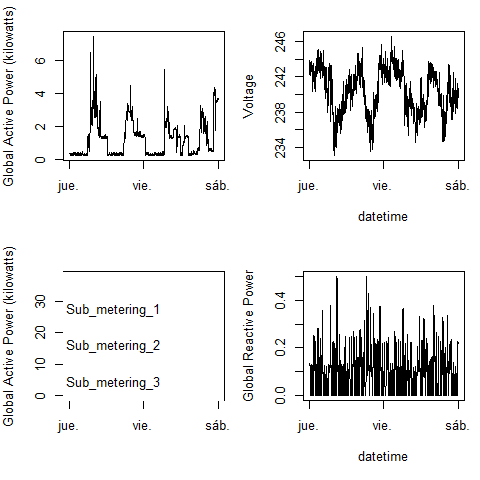 Global Active Power (kilowatts)
0
2
4
6
jue.
vie.
sáb.
Voltage
234
238
242
246
jue.
vie.
sáb.
datetime
Global Active Power (kilowatts)
0
10
20
30
Sub_metering_1
Sub_metering_2
Sub_metering_3
jue.
vie.
sáb.
Global Reactive Power
0.0
0.2
0.4
jue.
vie.
sáb.
datetime